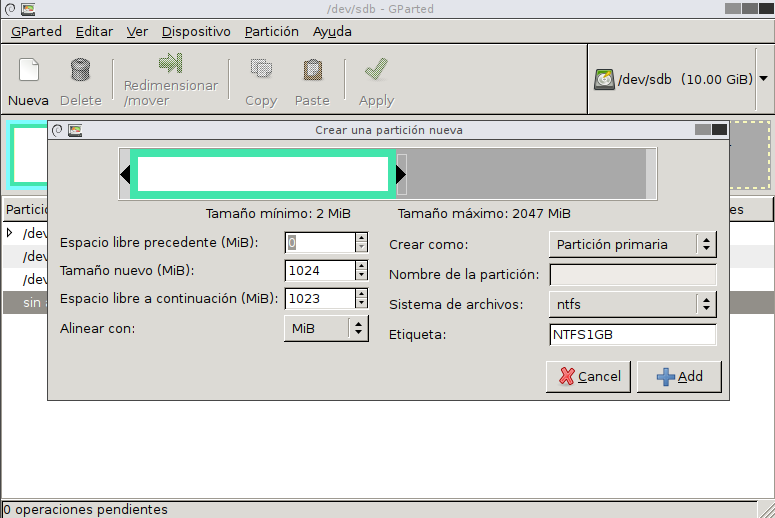 /dev/sdb - GParted
GParted Editar Ver Dispositivo Partición Ayuda
Nueva Delete Redimensionar /mover Copy Paste Apply
/dev/sdb (10.00 GiB)
Crear una partición nueva
Tamaño mínimo: 2 MiB Tamaño máximo: 2047 MiB
Espacio libre precedente (MiB): 0
Crear como: Partición primaria
Tamaño nuevo (MiB): 1024
Nombre de la partición:
Espacio libre a continuación (MiB): 1023
Sistema de archivos: ntfs
Alinear con: MiB
Etiqueta: NTFS1GB
Cancel Add
0 operaciones pendientes